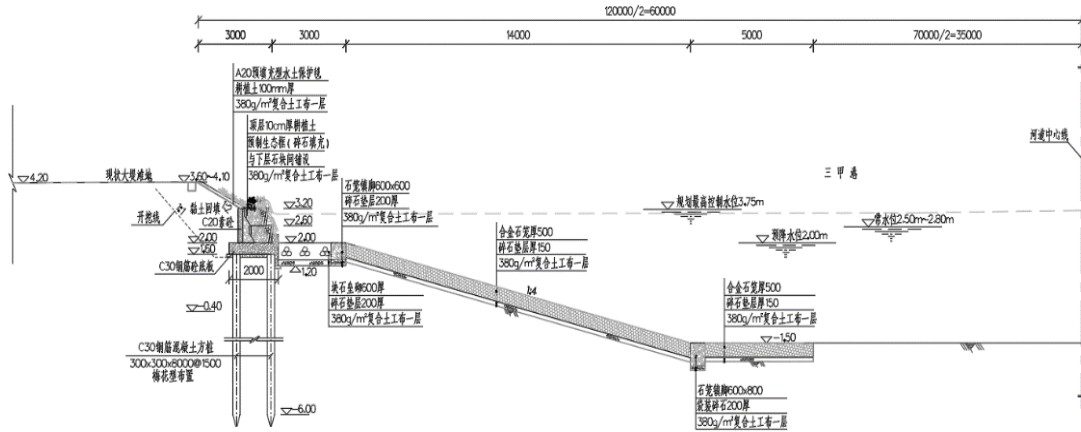 120000/2=60000
3000
3000
14000
5000
70000/2=35000
A20预填充型水土保护毯
耕植土100mm厚
380g/m²复合土工布一层
顶层10cm厚耕植土
预制生态框(碎石填充)
与下层石块间铺设
380g/m²复合土工布一层
河道中心线
三甲港
4.20
现状大堤滩地
3.60~4.10
开挖线
黏土回填
C20素砼
3.20
2.60
2.00
2.00
1.50
1.20
石笼镇脚600x600
碎石垫层200厚
380g/m²复合土工布一层
规划最高控制水位3.75m
常水位2.50m~2.80m
预降水位2.00m
合金石笼厚500
碎石垫层厚150
380g/m²复合土工布一层
C30钢筋砼底板
2000
块石垒砌600厚
碎石垫层200厚
380g/m²复合土工布一层
1:4
合金石笼厚500
碎石垫层厚150
380g/m²复合土工布一层
-0.40
-1.50
C30钢筋混凝土方桩
300x300x8000@1500
梅花型布置
石笼镇脚600x800
袋装碎石200厚
380g/m²复合土工布一层
-6.00